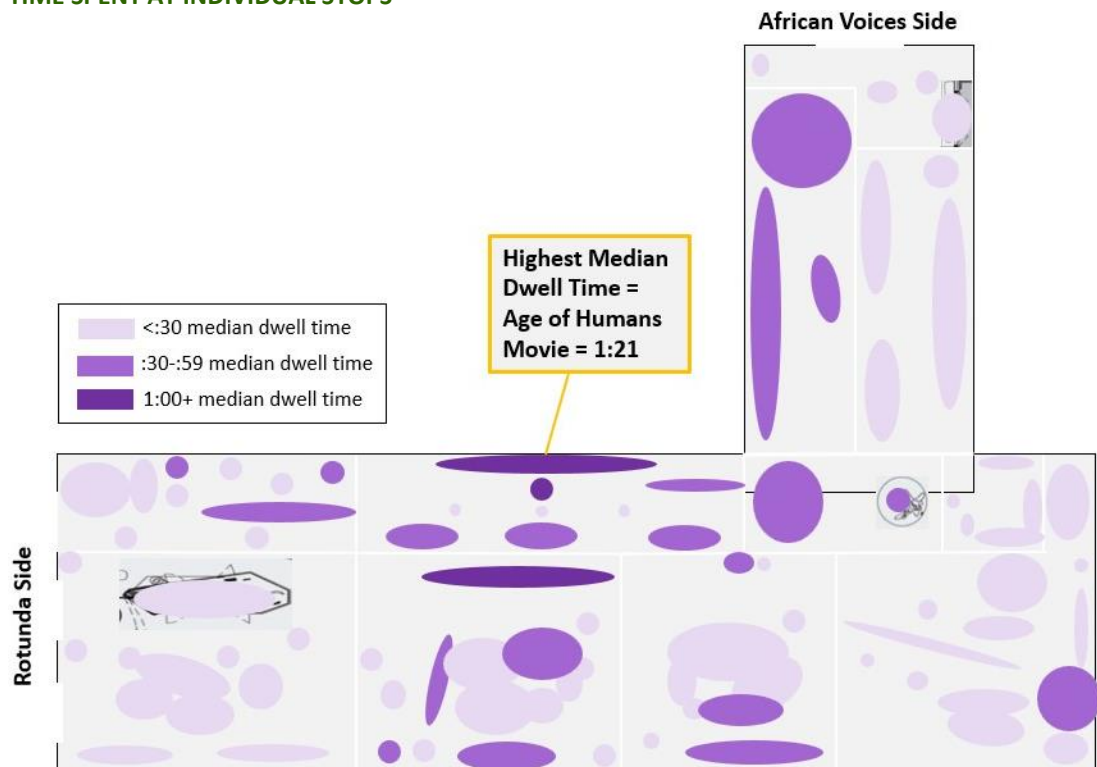 TIME SPENT AT INDIVIDUAL STOPS
African Voices Side
Highest Median
Dwell Time =
Age of Humans
Movie = 1:21
<:30 median dwell time
:30-:59 median dwell time
1:00+ median dwell time
Rotunda Side